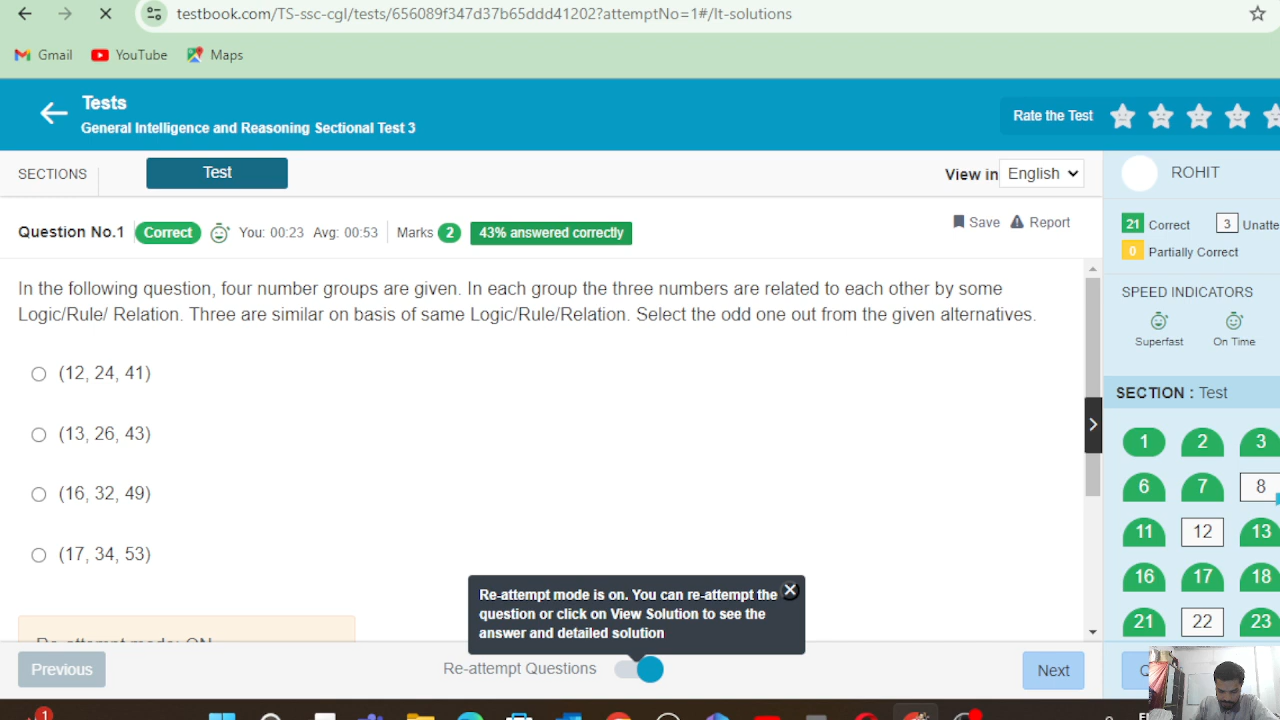 testbook.com/TS-ssc-cgl/tests/656089f347d37b65ddd41202?attemptNo=1#/lt-solutions
Gmail YouTube Maps
Tests
General Intelligence and Reasoning Sectional Test 3
Rate the Test
SECTIONS Test View in English ROHIT
Question No.1 Correct You: 00:23 Avg: 00:53 Marks 2 43% answered correctly Save Report
21 Correct 3
0 Partially Correct
In the following question, four number groups are given. In each group the three numbers are related to each other by some
Logic/Rule/ Relation. Three are similar on basis of same Logic/Rule/Relation. Select the odd one out from the given alternatives.
SPEED INDICATORS
Superfast On Time
(12, 24, 41)
(13, 26, 43)
(16, 32, 49)
(17, 34, 53)
SECTION : Test
1 2 3
6 7 8
11 12 13
16 17 18
21 22 23
Re-attempt mode is on. You can re-attempt the
question or click on View Solution to see the
answer and detailed solution
Re-attempt mode: ON
Previous Re-attempt Questions Next
1